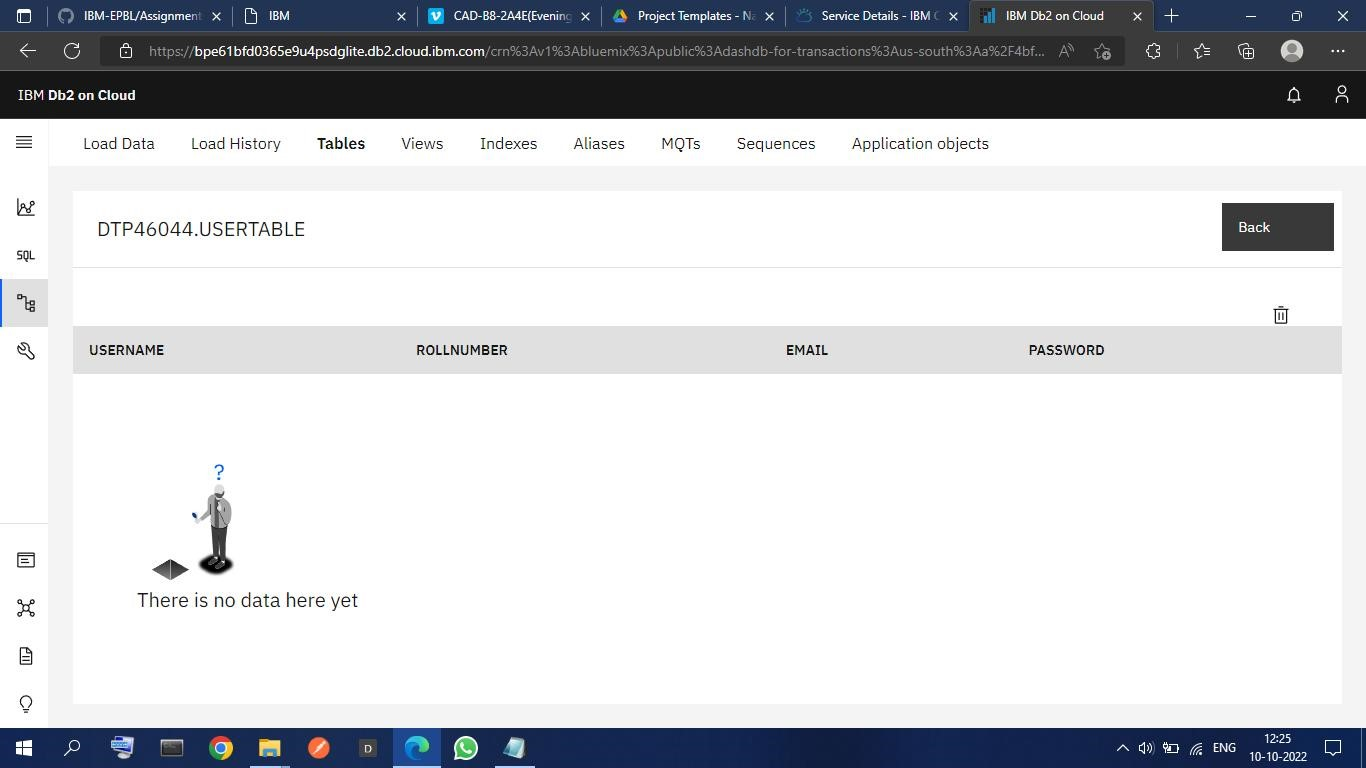 IBM-EPBL/Assignment
IBM
CAD-B8-2A4E(Evening
Project Templates - Na
Service Details - IBM C
IBM Db2 on Cloud
https://bpe61bfd0365e9u4psdglite.db2.cloud.ibm.com/crn%3Av1%3Abluemix%3Apublic%3Adashdb-for-transactions%3Aus-south%3Aa%2F4bf...
IBM Db2 on Cloud
Load Data
Load History
Tables
Views
Indexes
Aliases
MQTs
Sequences
Application objects
DTP46044.USERTABLE
Back
SQL
USERNAME
ROLLNUMBER
EMAIL
PASSWORD
?
There is no data here yet
D
ENG
12:25
10-10-2022